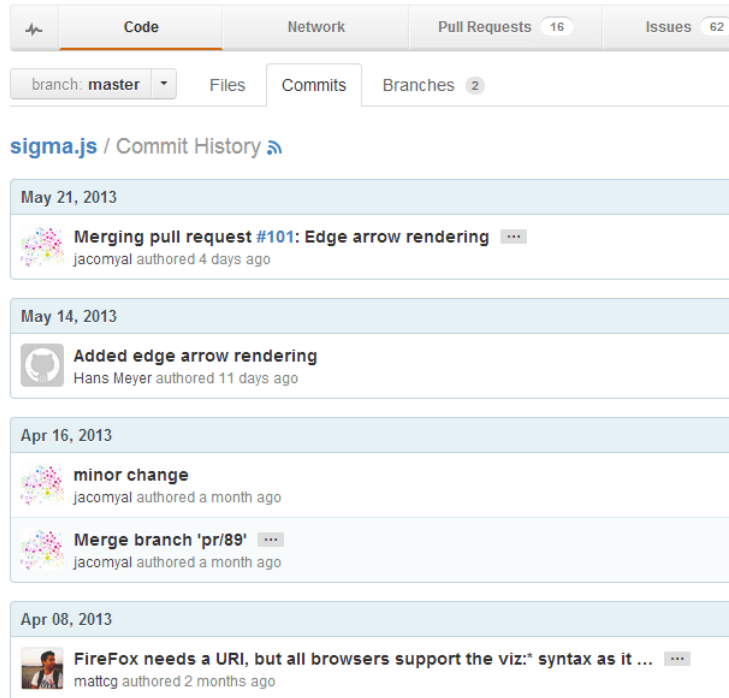 Code Network Pull Requests 16 Issues 62
branch: master Files Commits Branches 2
sigma.js / Commit History
May 21, 2013
Merging pull request #101: Edge arrow rendering ...
jacomyal authored 4 days ago
May 14, 2013
Added edge arrow rendering
Hans Meyer authored 11 days ago
Apr 16, 2013
minor change
jacomyal authored a month ago
Merge branch 'pr/89' ...
jacomyal authored a month ago
Apr 08, 2013
FireFox needs a URI, but all browsers support the viz:* syntax as it … ...
mattcg authored 2 months ago